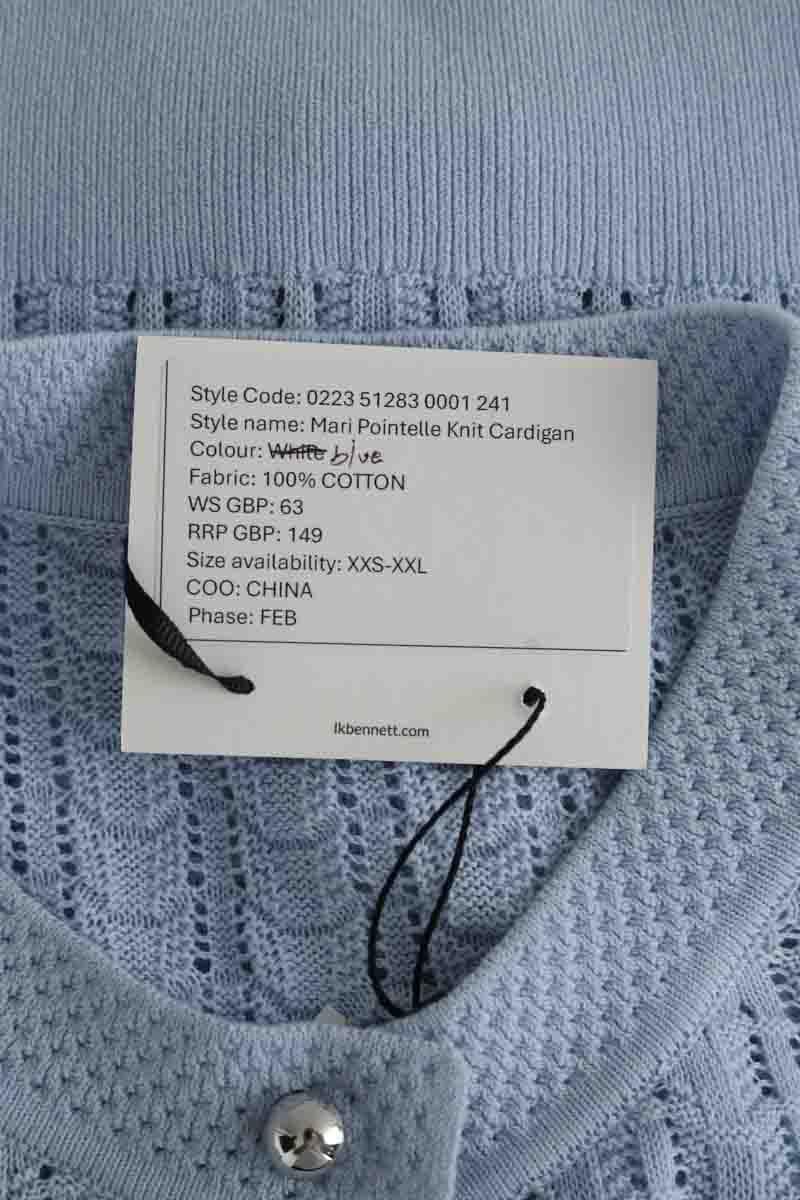 Style Code: 0223 51283 0001 241
Style name: Mari Pointelle Knit Cardigan
Colour: White blue
Fabric: 100% COTTON
WS GBP: 63
RRP GBP: 149
Size availability: XXS-XXL
COO: CHINA
Phase: FEB
lkbennett.com